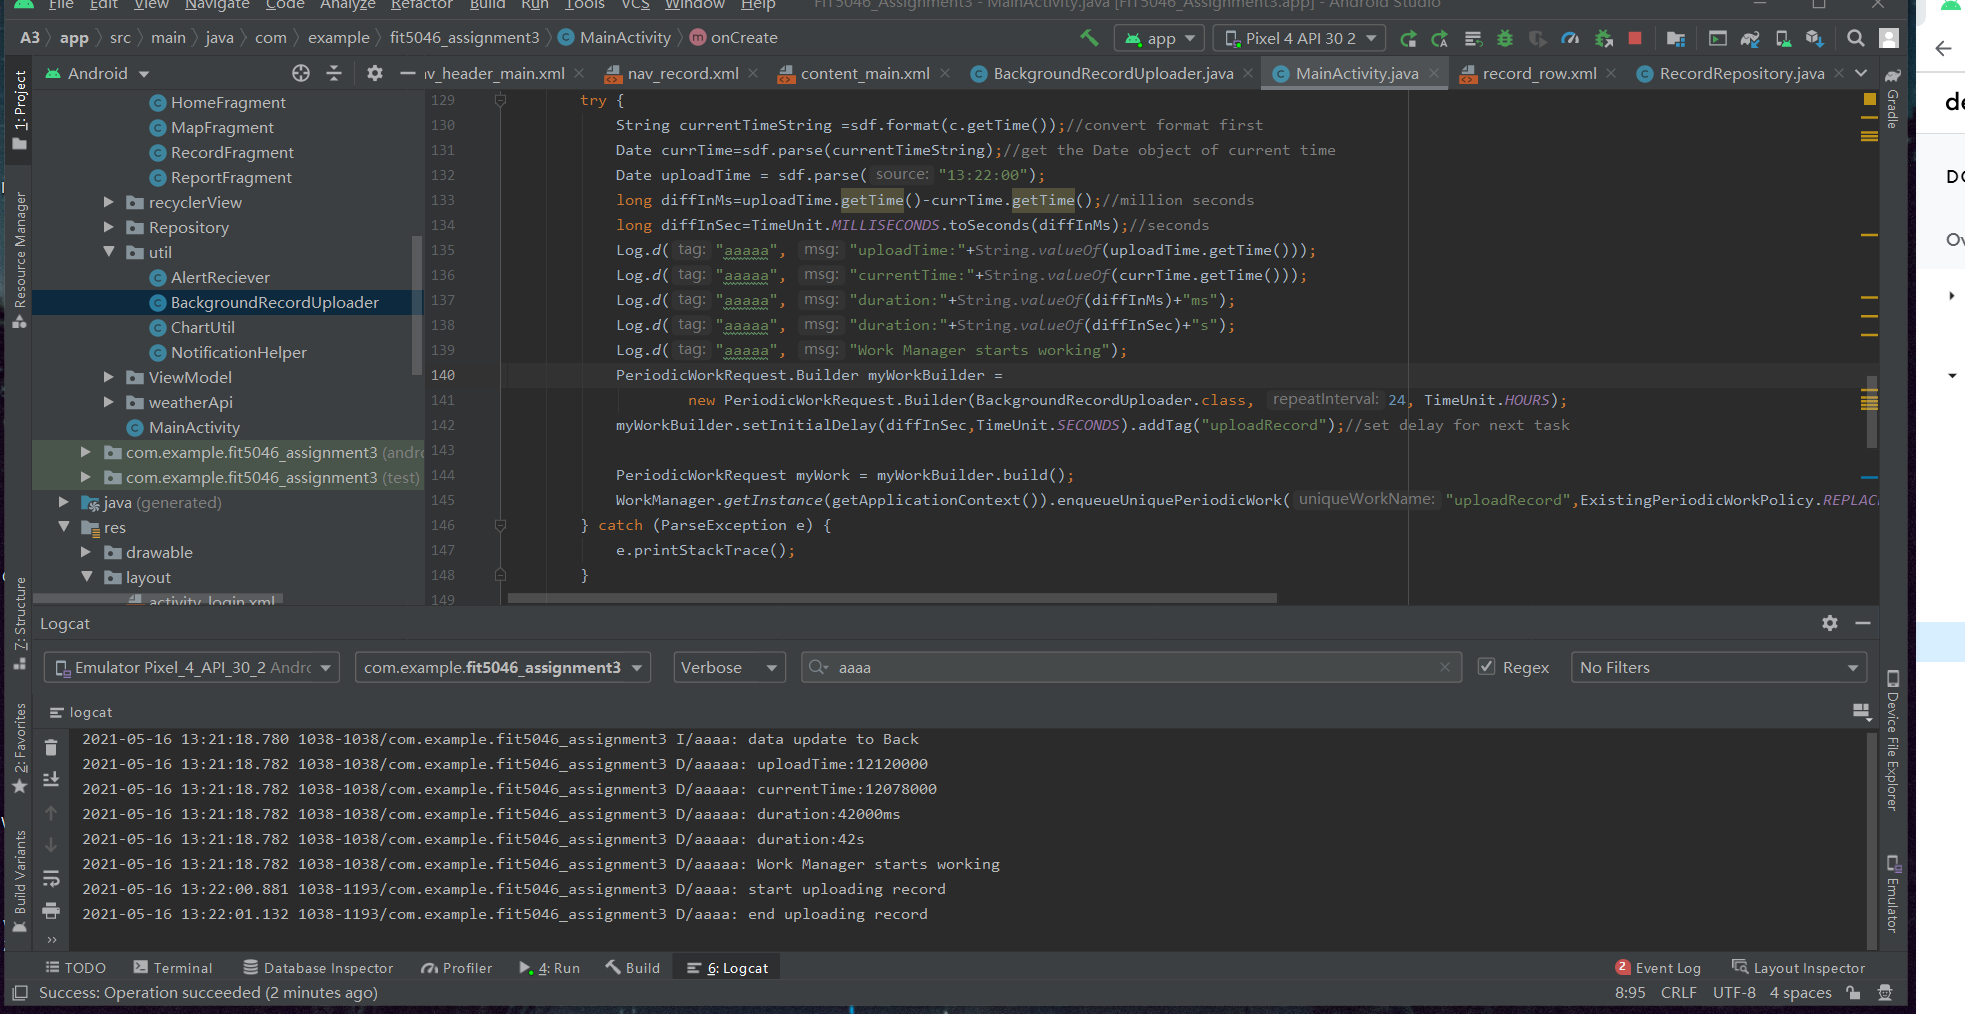 File Edit View Navigate Code Analyze Refactor Build Run Tools VCS Window Help FIT5046_Assignment3 - MainActivity.java [FIT5046_Assignment3.app] - Android Studio
A3 app src main java com example fit5046_assignment3 MainActivity onCreate app Pixel 4 API 30 2
Android
nav_header_main.xml nav_record.xml content_main.xml BackgroundRecordUploader.java MainActivity.java record_row.xml RecordRepository.java
1: Project
Resource Manager
7: Structure
2: Favorites
Build Variants
HomeFragment
MapFragment
RecordFragment
ReportFragment
recyclerView
Repository
util
AlertReciever
BackgroundRecordUploader
ChartUtil
NotificationHelper
ViewModel
weatherApi
MainActivity
com.example.fit5046_assignment3 (andro
com.example.fit5046_assignment3 (test)
java (generated)
res
drawable
layout
activity_login.xml
129 try {
130 String currentTimeString =sdf.format(c.getTime());//convert format first
131 Date currTime=sdf.parse(currentTimeString);//get the Date object of current time
132 Date uploadTime = sdf.parse( source: "13:22:00");
133 long diffInMs=uploadTime.getTime()-currTime.getTime();//million seconds
134 long diffInSec=TimeUnit.MILLISECONDS.toSeconds(diffInMs);//seconds
135 Log.d( tag: "aaaaa", msg: "uploadTime:"+String.valueOf(uploadTime.getTime()));
136 Log.d( tag: "aaaaa", msg: "currentTime:"+String.valueOf(currTime.getTime()));
137 Log.d( tag: "aaaaa", msg: "duration:"+String.valueOf(diffInMs)+"ms");
138 Log.d( tag: "aaaaa", msg: "duration:"+String.valueOf(diffInSec)+"s");
139 Log.d( tag: "aaaaa", msg: "Work Manager starts working");
140 PeriodicWorkRequest.Builder myWorkBuilder =
141 new PeriodicWorkRequest.Builder(BackgroundRecordUploader.class, repeatInterval: 24, TimeUnit.HOURS);
142 myWorkBuilder.setInitialDelay(diffInSec,TimeUnit.SECONDS).addTag("uploadRecord");//set delay for next task
143
144 PeriodicWorkRequest myWork = myWorkBuilder.build();
145 WorkManager.getInstance(getApplicationContext()).enqueueUniquePeriodicWork( uniqueWorkName: "uploadRecord",ExistingPeriodicWorkPolicy.REPLAC
146 } catch (ParseException e) {
147 e.printStackTrace();
148 }
149
Gradle
Device File Explorer
Emulator
Logcat
Emulator Pixel_4_API_30_2 Andrc com.example.fit5046_assignment3 Verbose aaaa Regex No Filters
logcat
2021-05-16 13:21:18.780 1038-1038/com.example.fit5046_assignment3 I/aaaa: data update to Back
2021-05-16 13:21:18.782 1038-1038/com.example.fit5046_assignment3 D/aaaaa: uploadTime:12120000
2021-05-16 13:21:18.782 1038-1038/com.example.fit5046_assignment3 D/aaaaa: currentTime:12078000
2021-05-16 13:21:18.782 1038-1038/com.example.fit5046_assignment3 D/aaaaa: duration:42000ms
2021-05-16 13:21:18.782 1038-1038/com.example.fit5046_assignment3 D/aaaaa: duration:42s
2021-05-16 13:21:18.782 1038-1038/com.example.fit5046_assignment3 D/aaaaa: Work Manager starts working
2021-05-16 13:22:00.881 1038-1193/com.example.fit5046_assignment3 D/aaaa: start uploading record
2021-05-16 13:22:01.132 1038-1193/com.example.fit5046_assignment3 D/aaaa: end uploading record
TODO Terminal Database Inspector Profiler 4: Run Build 6: Logcat 2 Event Log Layout Inspector
Success: Operation succeeded (2 minutes ago) 8:95 CRLF UTF-8 4 spaces
de
DO
Ov